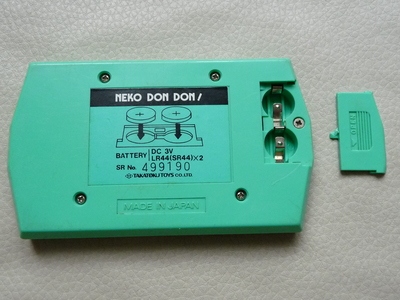 NEKO DON DON!
BATTERY DC 3V
LR44(SR44)×2
SR No. 499190
Ⓣ TAKATOKU TOYS CO.,LTD.
MADE IN JAPAN